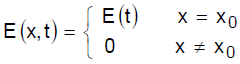 E(x,t) = { E(t) x = x₀
0 x ≠ x₀